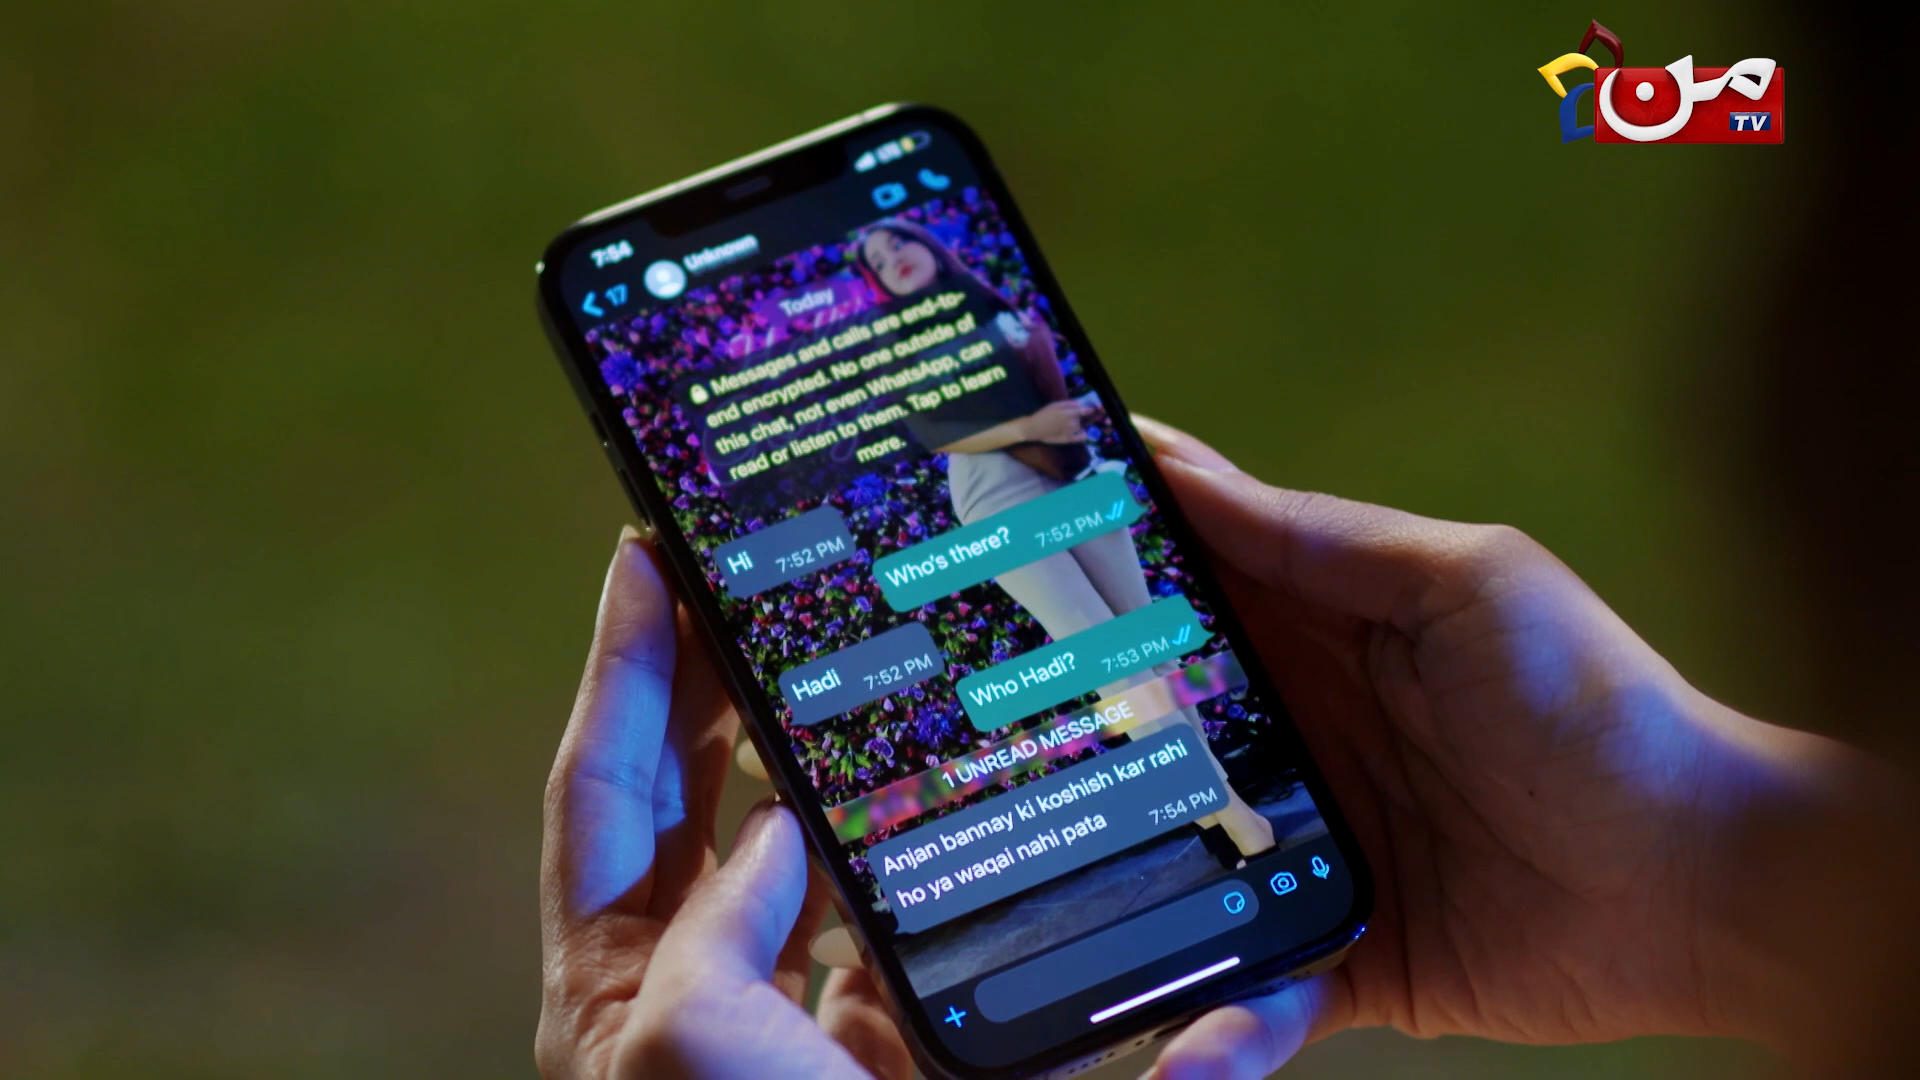 مرن
TV
7:54
LTE
17
Unknown
Today
Messages and calls are end-to-
end encrypted. No one outside of
this chat, not even WhatsApp, can
read or listen to them. Tap to learn
more.
Hi 7:52 PM
Who's there? 7:52 PM
Hadi 7:52 PM
Who Hadi? 7:53 PM
1 UNREAD MESSAGE
Anjan bannay ki koshish kar rahi
ho ya waqai nahi pata 7:54 PM